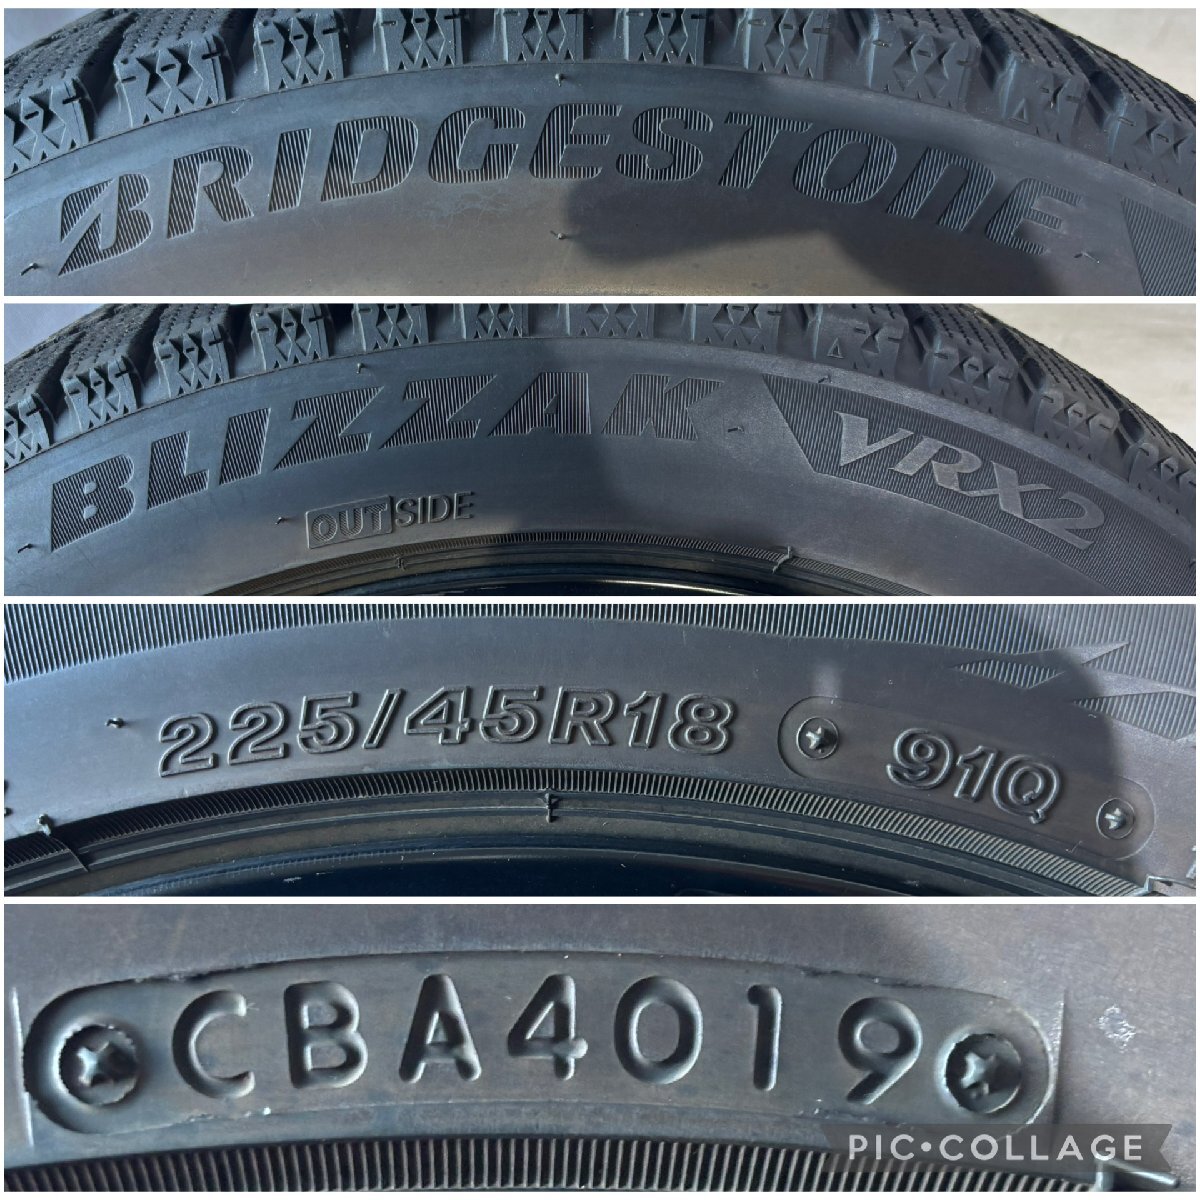 BRIDGESTONE
BLIZZAK VRX2
OUTSIDE
225/45R18 91Q
CBA4019
PIC•COLLAGE